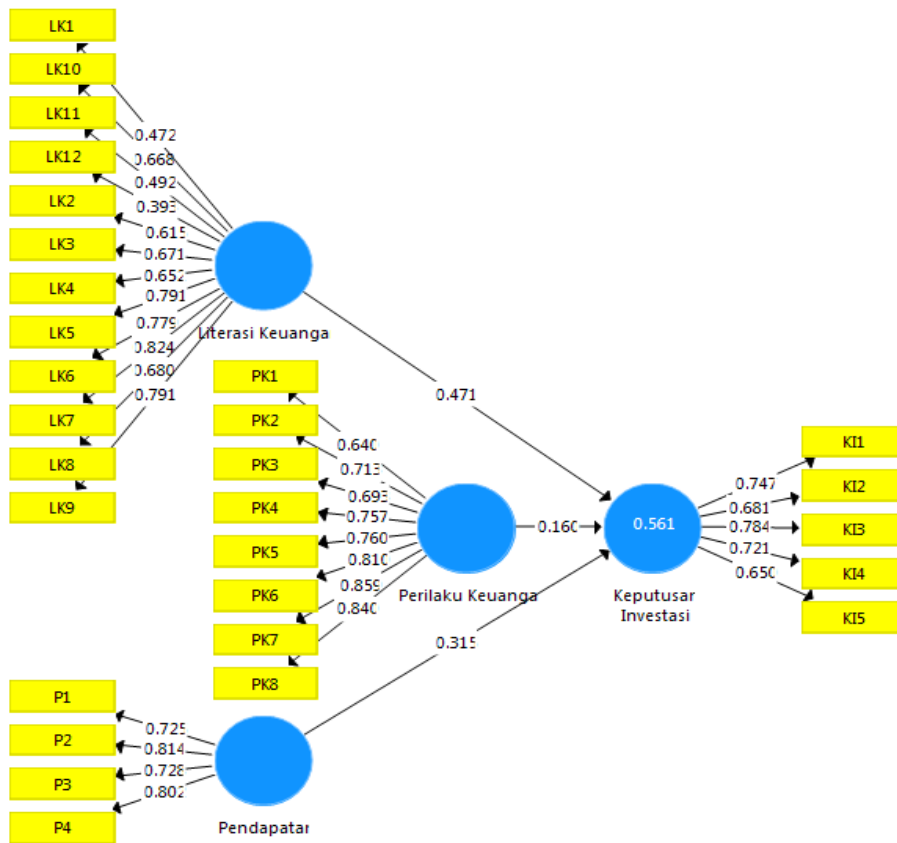 LK1
LK10
LK11
LK12
LK2
LK3
LK4
LK5
LK6
LK7
LK8
LK9
0.472
0.668
0.492
0.393
0.615
0.671
0.652
0.791
0.779
0.824
0.680
0.791
Literasi Keuanga
0.471
PK1
PK2
PK3
PK4
PK5
PK6
PK7
PK8
0.640
0.713
0.693
0.757
0.760
0.810
0.859
0.840
Perilaku Keuanga
0.160
0.561
Keputusar
Investasi
0.747
0.681
0.784
0.721
0.650
KI1
KI2
KI3
KI4
KI5
0.315
P1
P2
P3
P4
0.725
0.814
0.728
0.802
Pendapatar